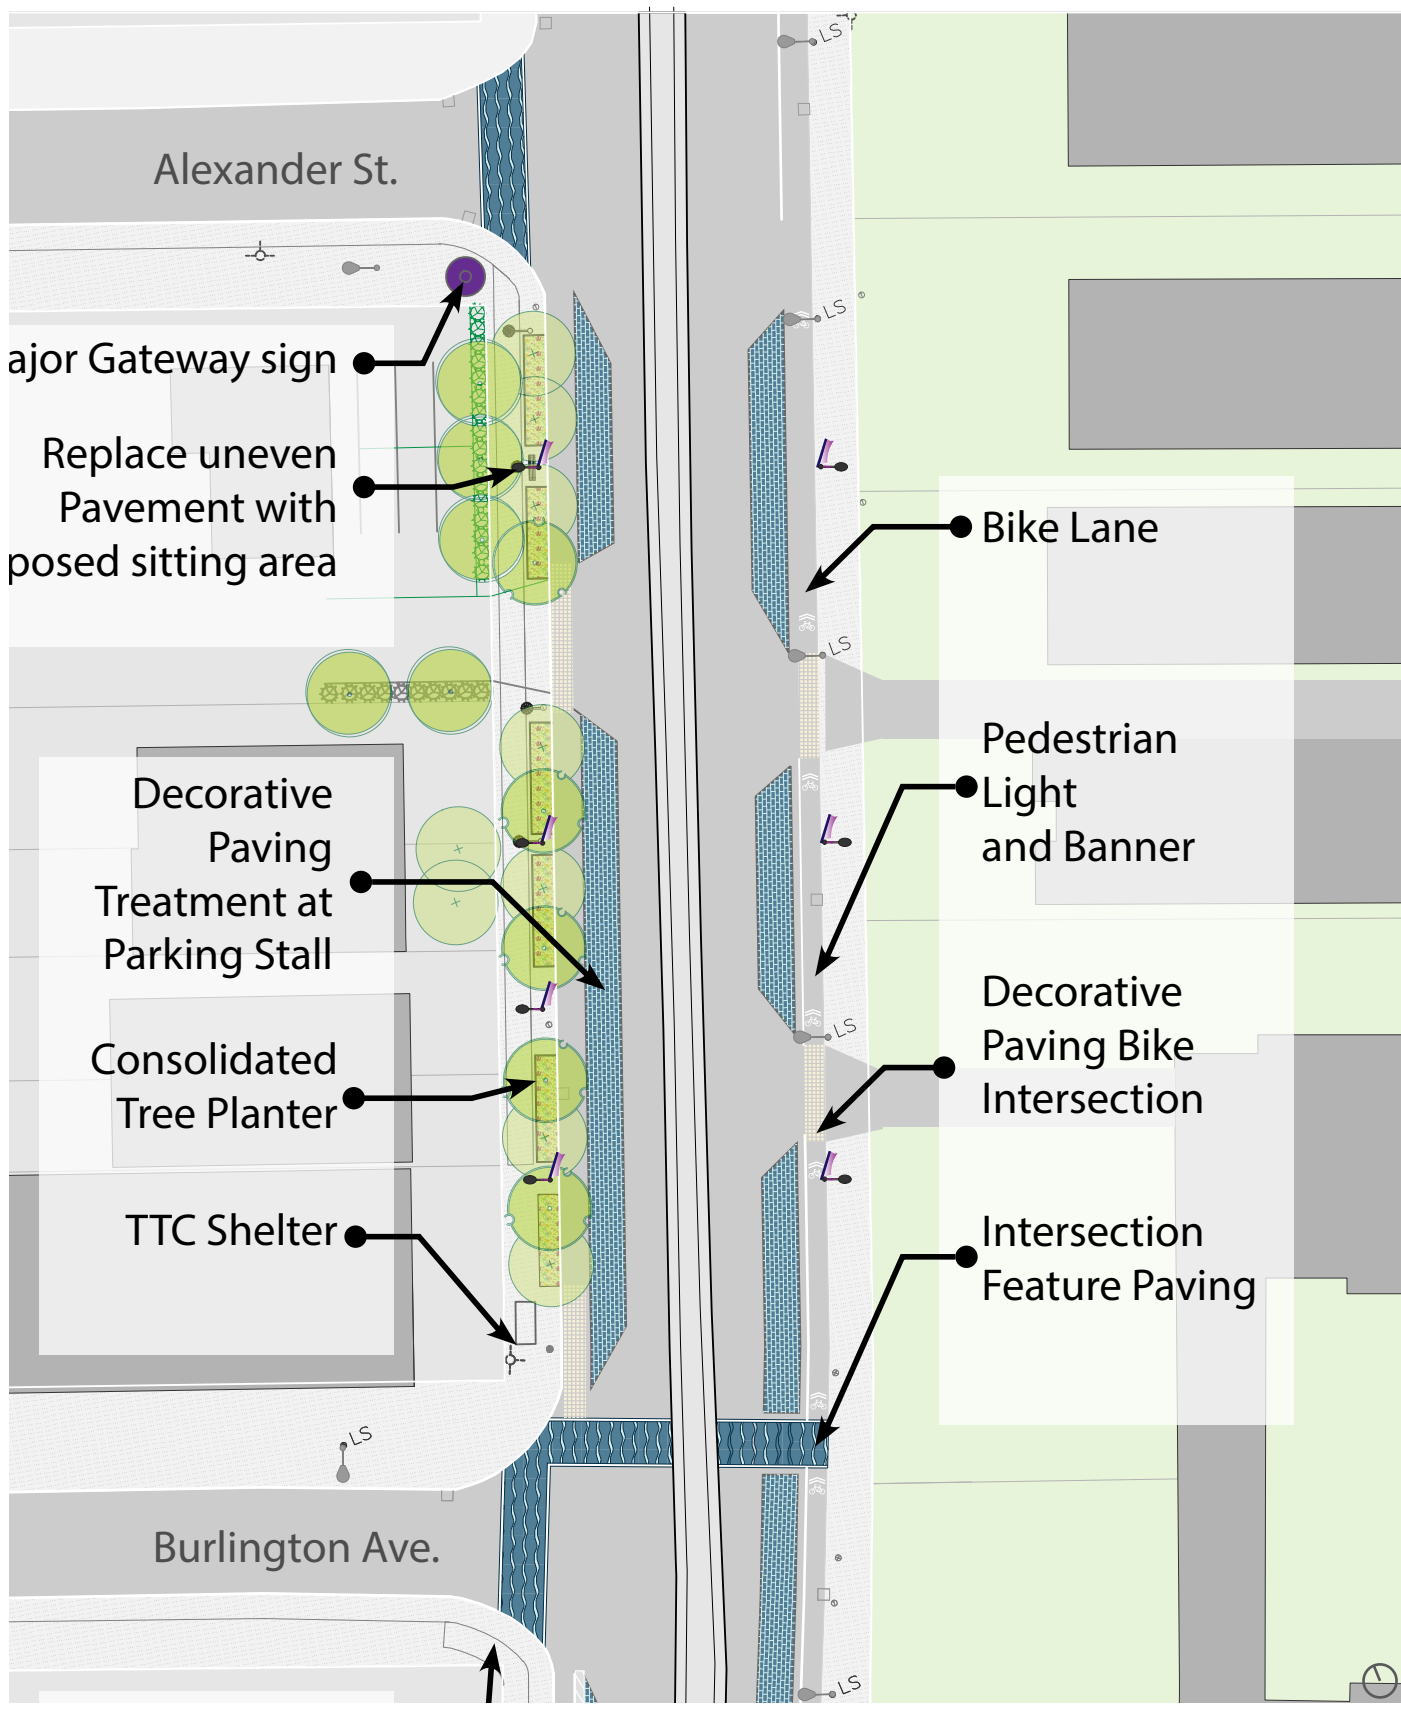 LS
Alexander St.
LS
ajor Gateway sign
Replace uneven
Pavement with
posed sitting area
Bike Lane
LS
Pedestrian
Light
and Banner
Decorative
Paving
Treatment at
Parking Stall
Decorative
Paving Bike
Intersection
LS
Consolidated
Tree Planter
TTC Shelter
Intersection
Feature Paving
LS
Burlington Ave.
LS